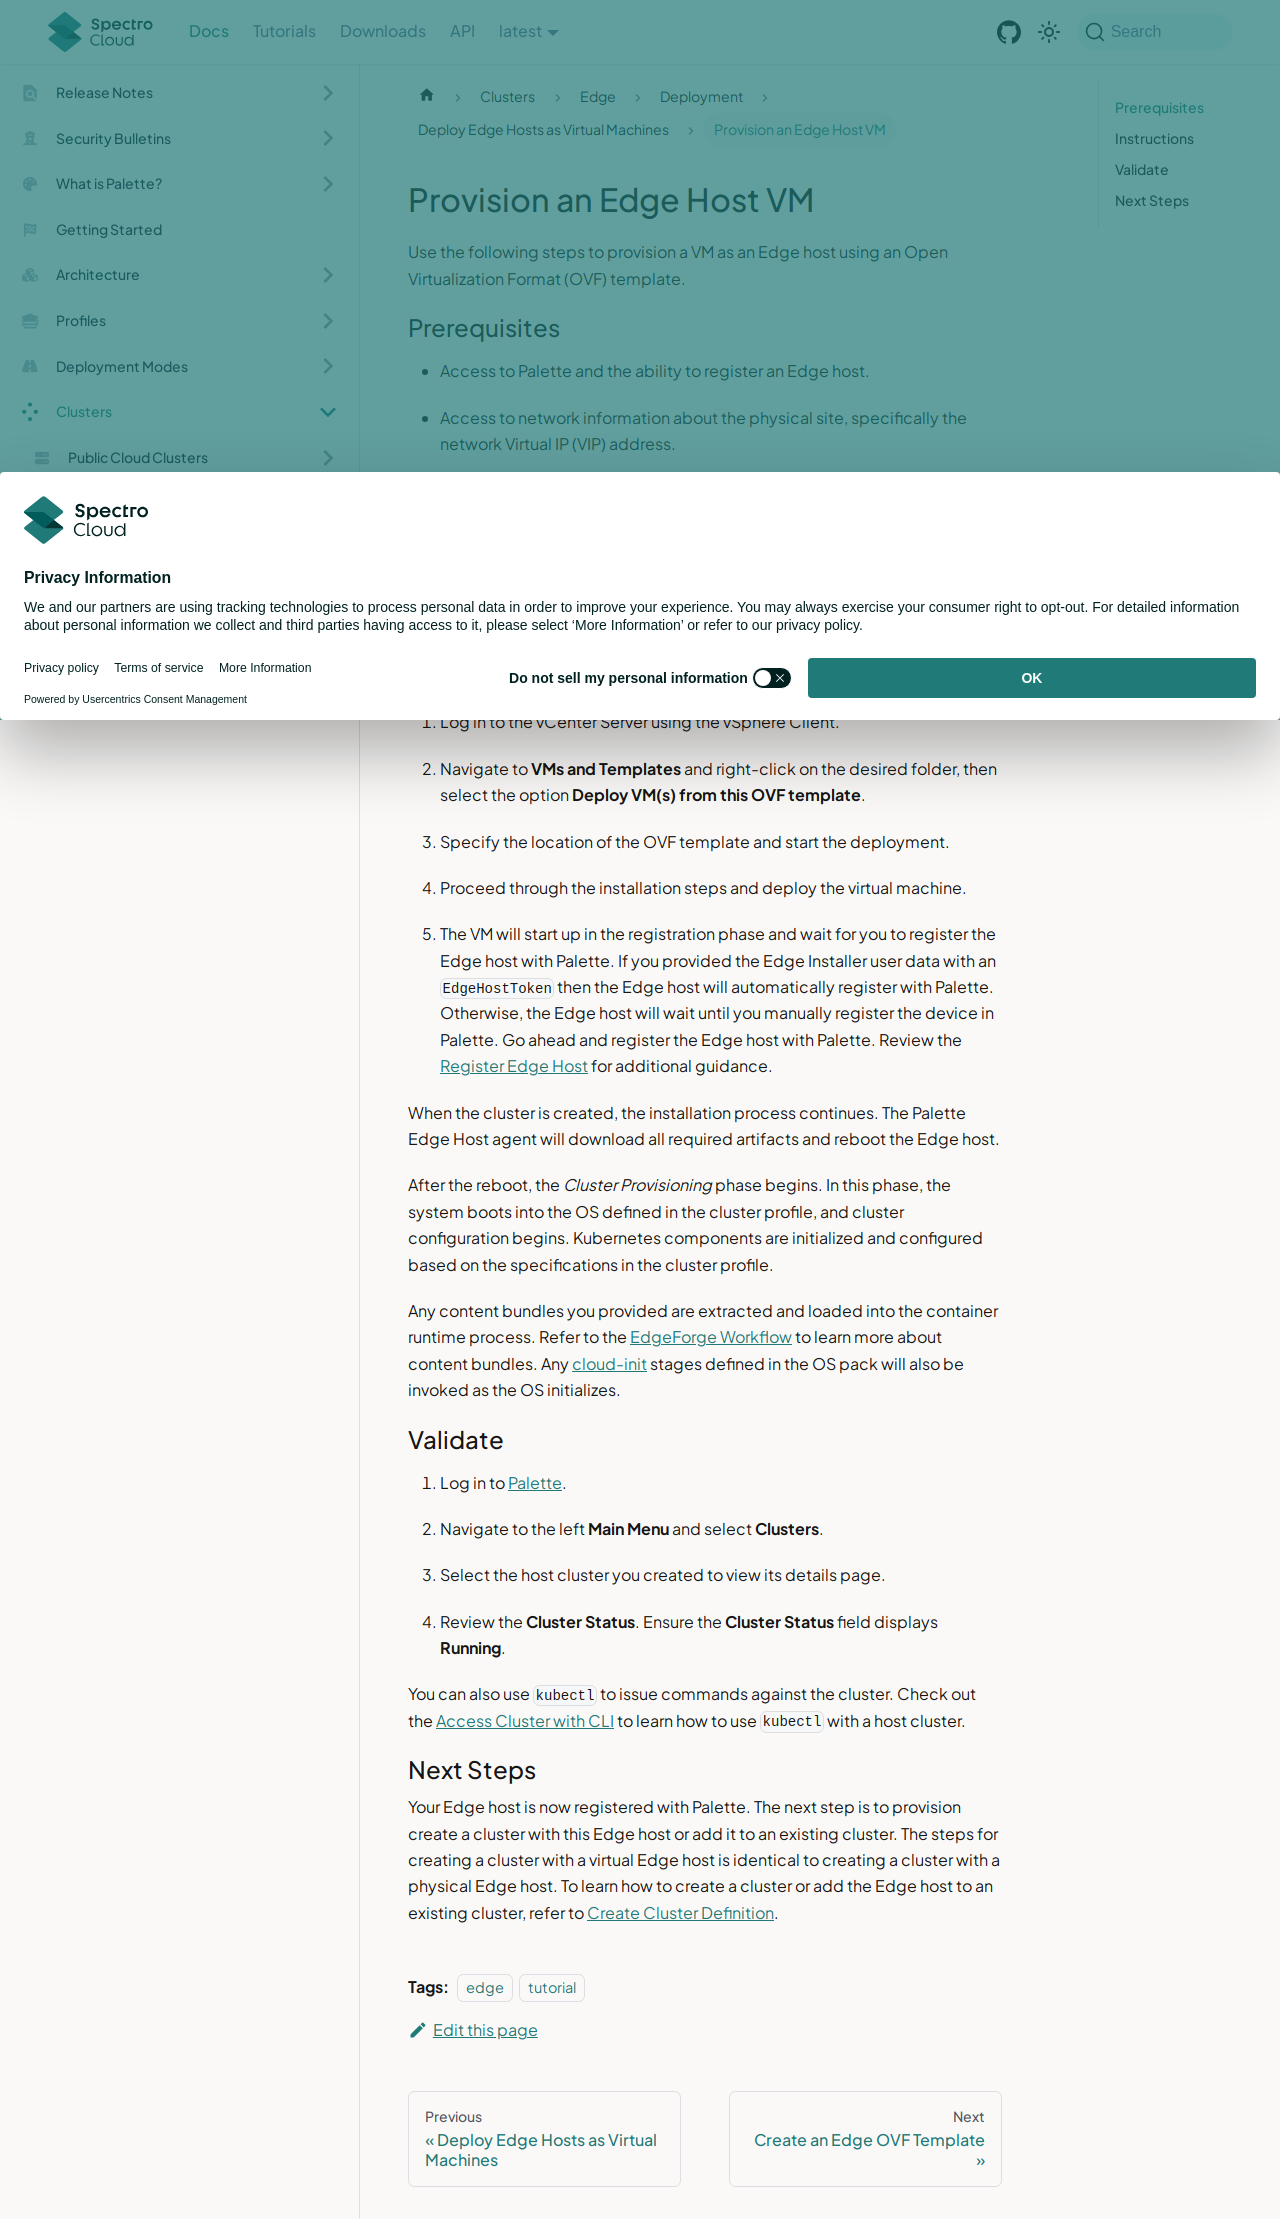 Spectro Cloud
Docs
Tutorials
Downloads
API
latest
Search
Release Notes
Security Bulletins
What is Palette?
Getting Started
Architecture
Profiles
Deployment Modes
Clusters
Public Cloud Clusters
Clusters
Edge
Deployment
Deploy Edge Hosts as Virtual Machines
Provision an Edge Host VM
Prerequisites
Instructions
Validate
Next Steps
Provision an Edge Host VM
Use the following steps to provision a VM as an Edge host using an Open
Virtualization Format (OVF) template.
Prerequisites
Access to Palette and the ability to register an Edge host.
Access to network information about the physical site, specifically the
network Virtual IP (VIP) address.
Spectro
Cloud
Privacy Information
We and our partners are using tracking technologies to process personal data in order to improve your experience. You may always exercise your consumer right to opt-out. For detailed information
about personal information we collect and third parties having access to it, please select ‘More Information’ or refer to our privacy policy.
Privacy policy
Terms of service
More Information
Powered by Usercentrics Consent Management
Do not sell my personal information
OK
1. Log in to the vCenter Server using the vSphere Client.
2. Navigate to VMs and Templates and right-click on the desired folder, then
select the option Deploy VM(s) from this OVF template.
3. Specify the location of the OVF template and start the deployment.
4. Proceed through the installation steps and deploy the virtual machine.
5. The VM will start up in the registration phase and wait for you to register the
Edge host with Palette. If you provided the Edge Installer user data with an
EdgeHostToken then the Edge host will automatically register with Palette.
Otherwise, the Edge host will wait until you manually register the device in
Palette. Go ahead and register the Edge host with Palette. Review the
Register Edge Host for additional guidance.
When the cluster is created, the installation process continues. The Palette
Edge Host agent will download all required artifacts and reboot the Edge host.
After the reboot, the Cluster Provisioning phase begins. In this phase, the
system boots into the OS defined in the cluster profile, and cluster
configuration begins. Kubernetes components are initialized and configured
based on the specifications in the cluster profile.
Any content bundles you provided are extracted and loaded into the container
runtime process. Refer to the EdgeForge Workflow to learn more about
content bundles. Any cloud-init stages defined in the OS pack will also be
invoked as the OS initializes.
Validate
1. Log in to Palette.
2. Navigate to the left Main Menu and select Clusters.
3. Select the host cluster you created to view its details page.
4. Review the Cluster Status. Ensure the Cluster Status field displays
Running.
You can also use kubectl to issue commands against the cluster. Check out
the Access Cluster with CLI to learn how to use kubectl with a host cluster.
Next Steps
Your Edge host is now registered with Palette. The next step is to provision
create a cluster with this Edge host or add it to an existing cluster. The steps for
creating a cluster with a virtual Edge host is identical to creating a cluster with a
physical Edge host. To learn how to create a cluster or add the Edge host to an
existing cluster, refer to Create Cluster Definition.
Tags: edge tutorial
Edit this page
Previous
« Deploy Edge Hosts as Virtual
Machines
Next
Create an Edge OVF Template
»